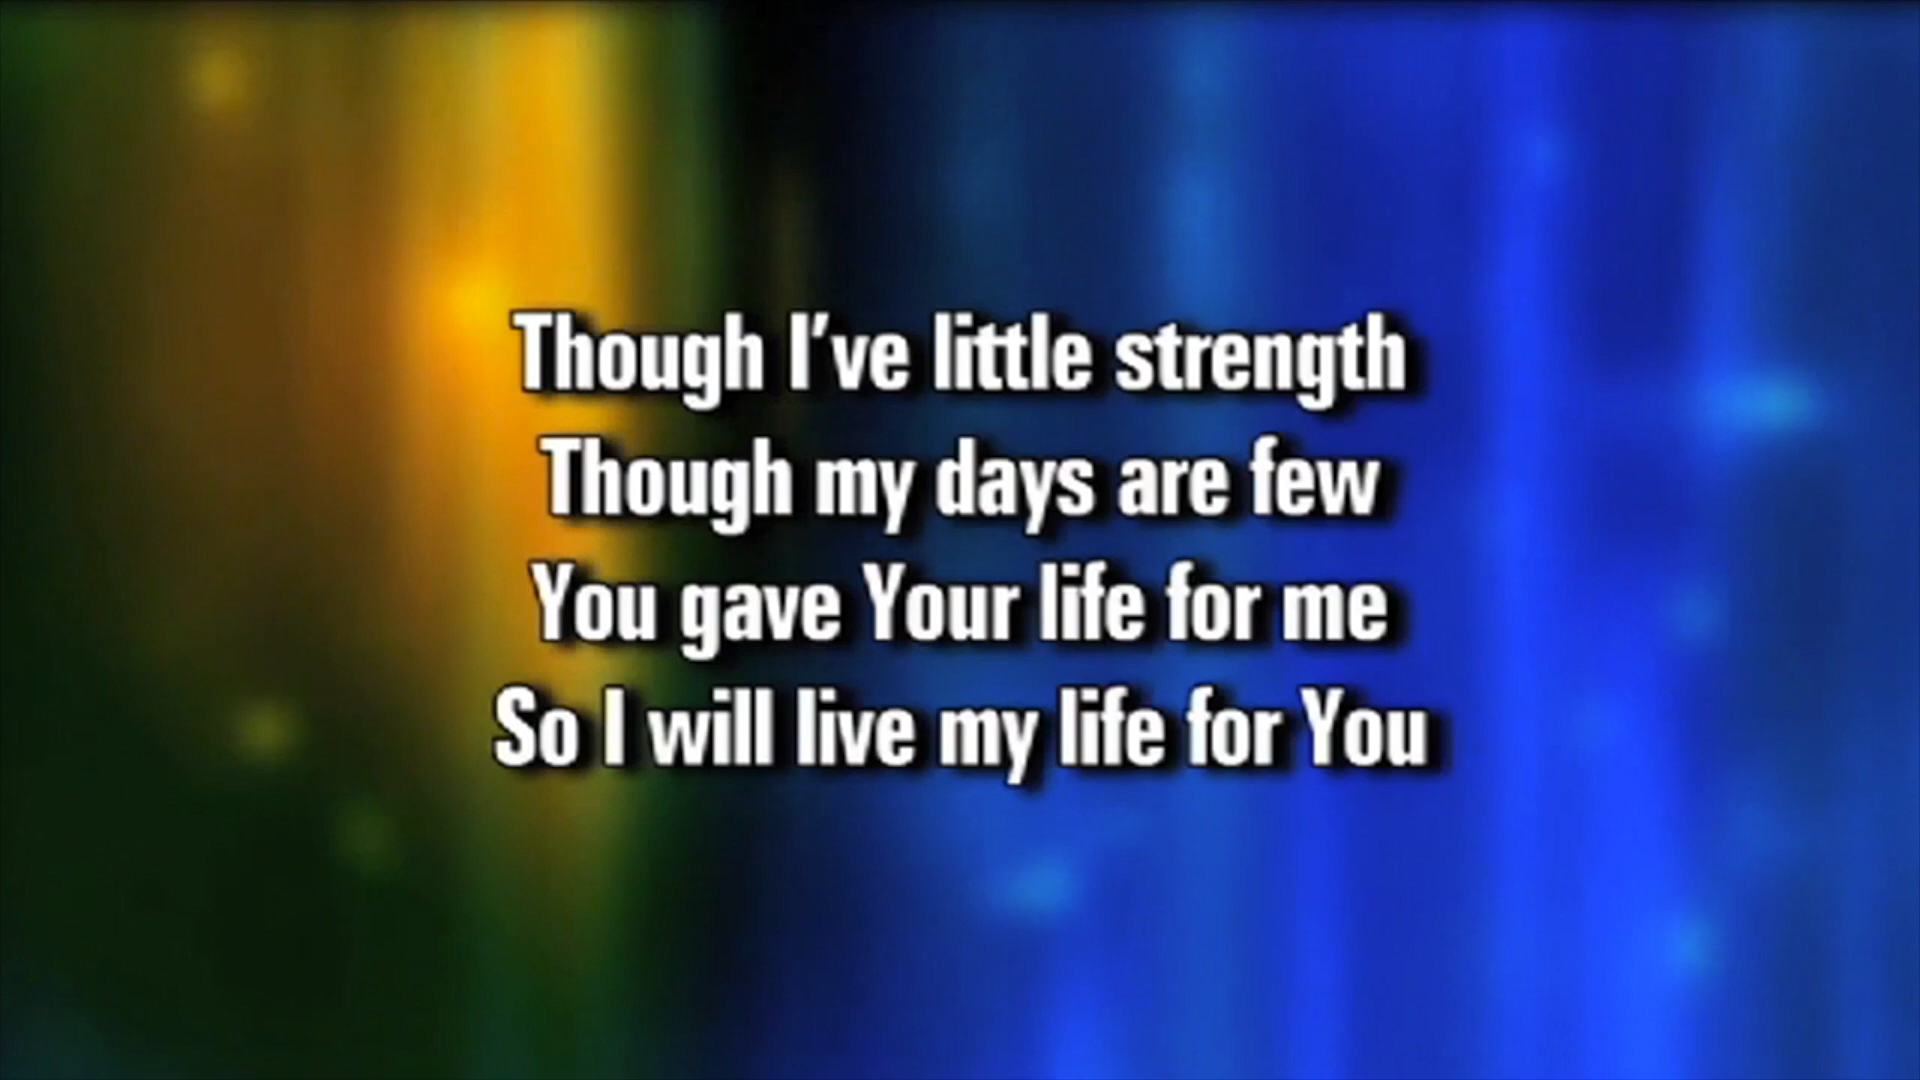 Though I've little strength
Though my days are few
You gave Your life for me
So I will live my life for You